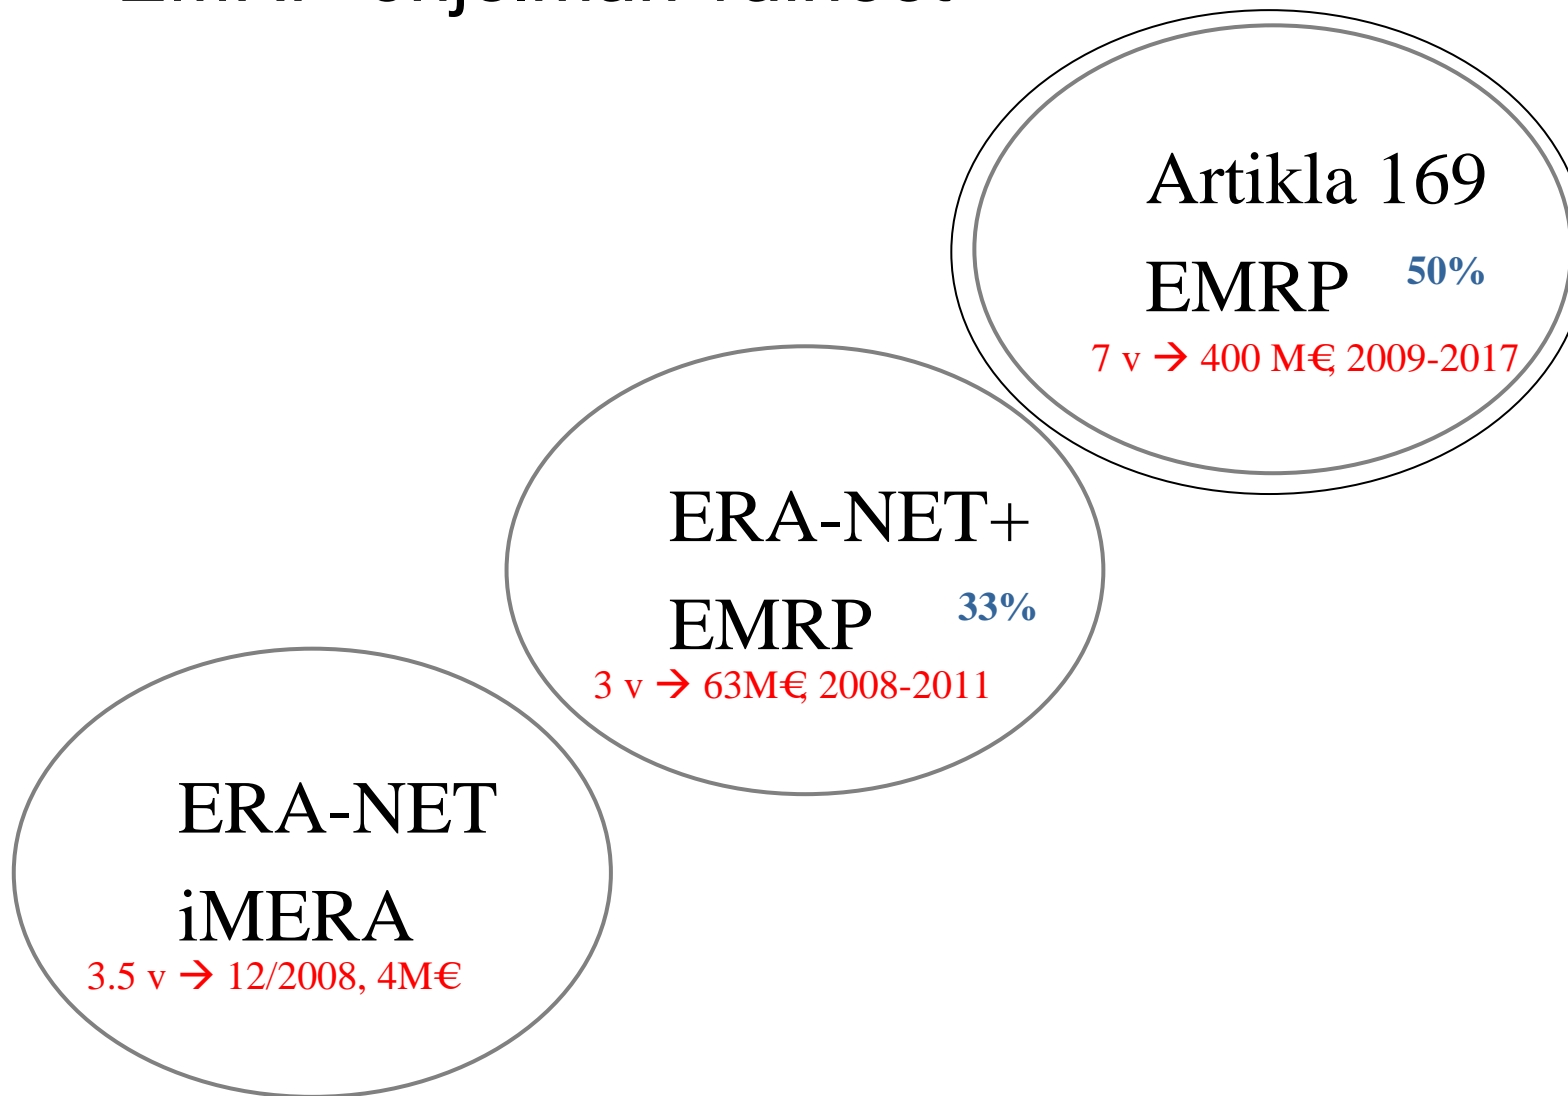 Artikla 169
EMRP 50%
7 v → 400 M€, 2009-2017
ERA-NET+
EMRP 33%
3 v → 63M€, 2008-2011
ERA-NET
iMERA
3.5 v → 12/2008, 4M€